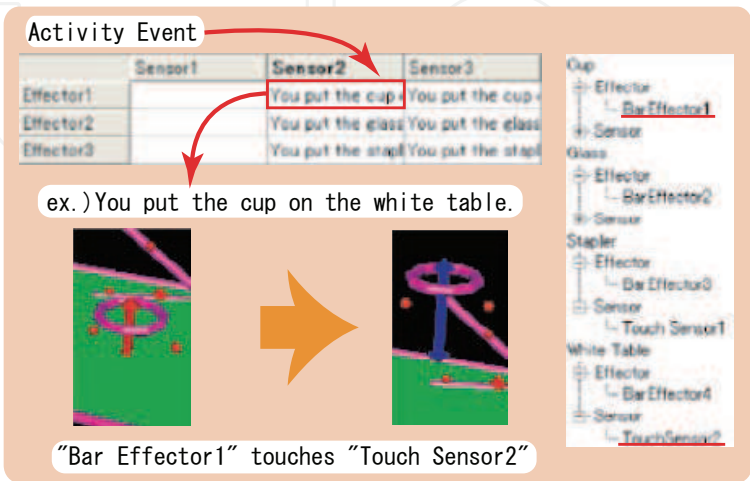 Activity Event
Sensor1 Sensor2 Sensor3
Effector1 You put the cup You put the cup
Effector2 You put the glass You put the glass
Effector3 You put the stapl You put the stapl
ex.)You put the cup on the white table.
"Bar Effector1" touches "Touch Sensor2"
Cup
Effector
BarEffector1
Sensor
Glass
Effector
BarEffector2
Sensor
Stapler
Effector
BarEffector3
Sensor
Touch Sensor1
White Table
Effector
BarEffector4
Sensor
TouchSensor2